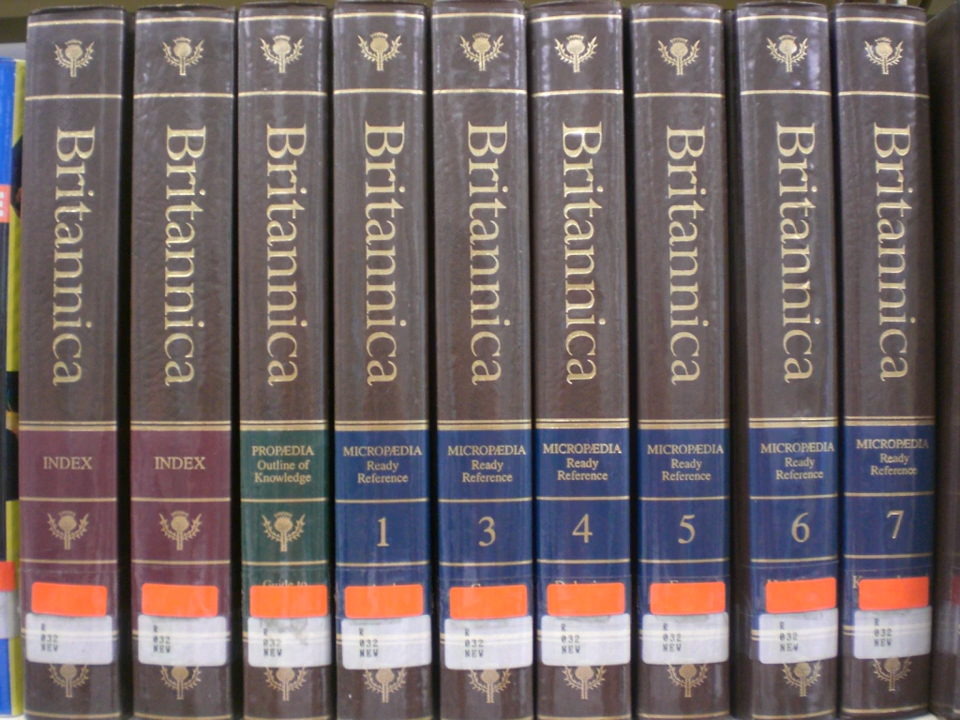 Britannica
INDEX
R
032
NEW
Britannica
INDEX
R
032
NEW
Britannica
PROPÆDIA
Outline of
Knowledge
Guide to
R
032
NEW
Britannica
MICROPÆDIA
Ready
Reference
1
R
032
NEW
Britannica
MICROPÆDIA
Ready
Reference
3
R
032
NEW
Britannica
MICROPÆDIA
Ready
Reference
4
R
032
NEW
Britannica
MICROPÆDIA
Ready
Reference
5
R
032
NEW
Britannica
MICROPÆDIA
Ready
Reference
6
R
032
NEW
Britannica
MICROPÆDIA
Ready
Reference
7
R
032
NEW